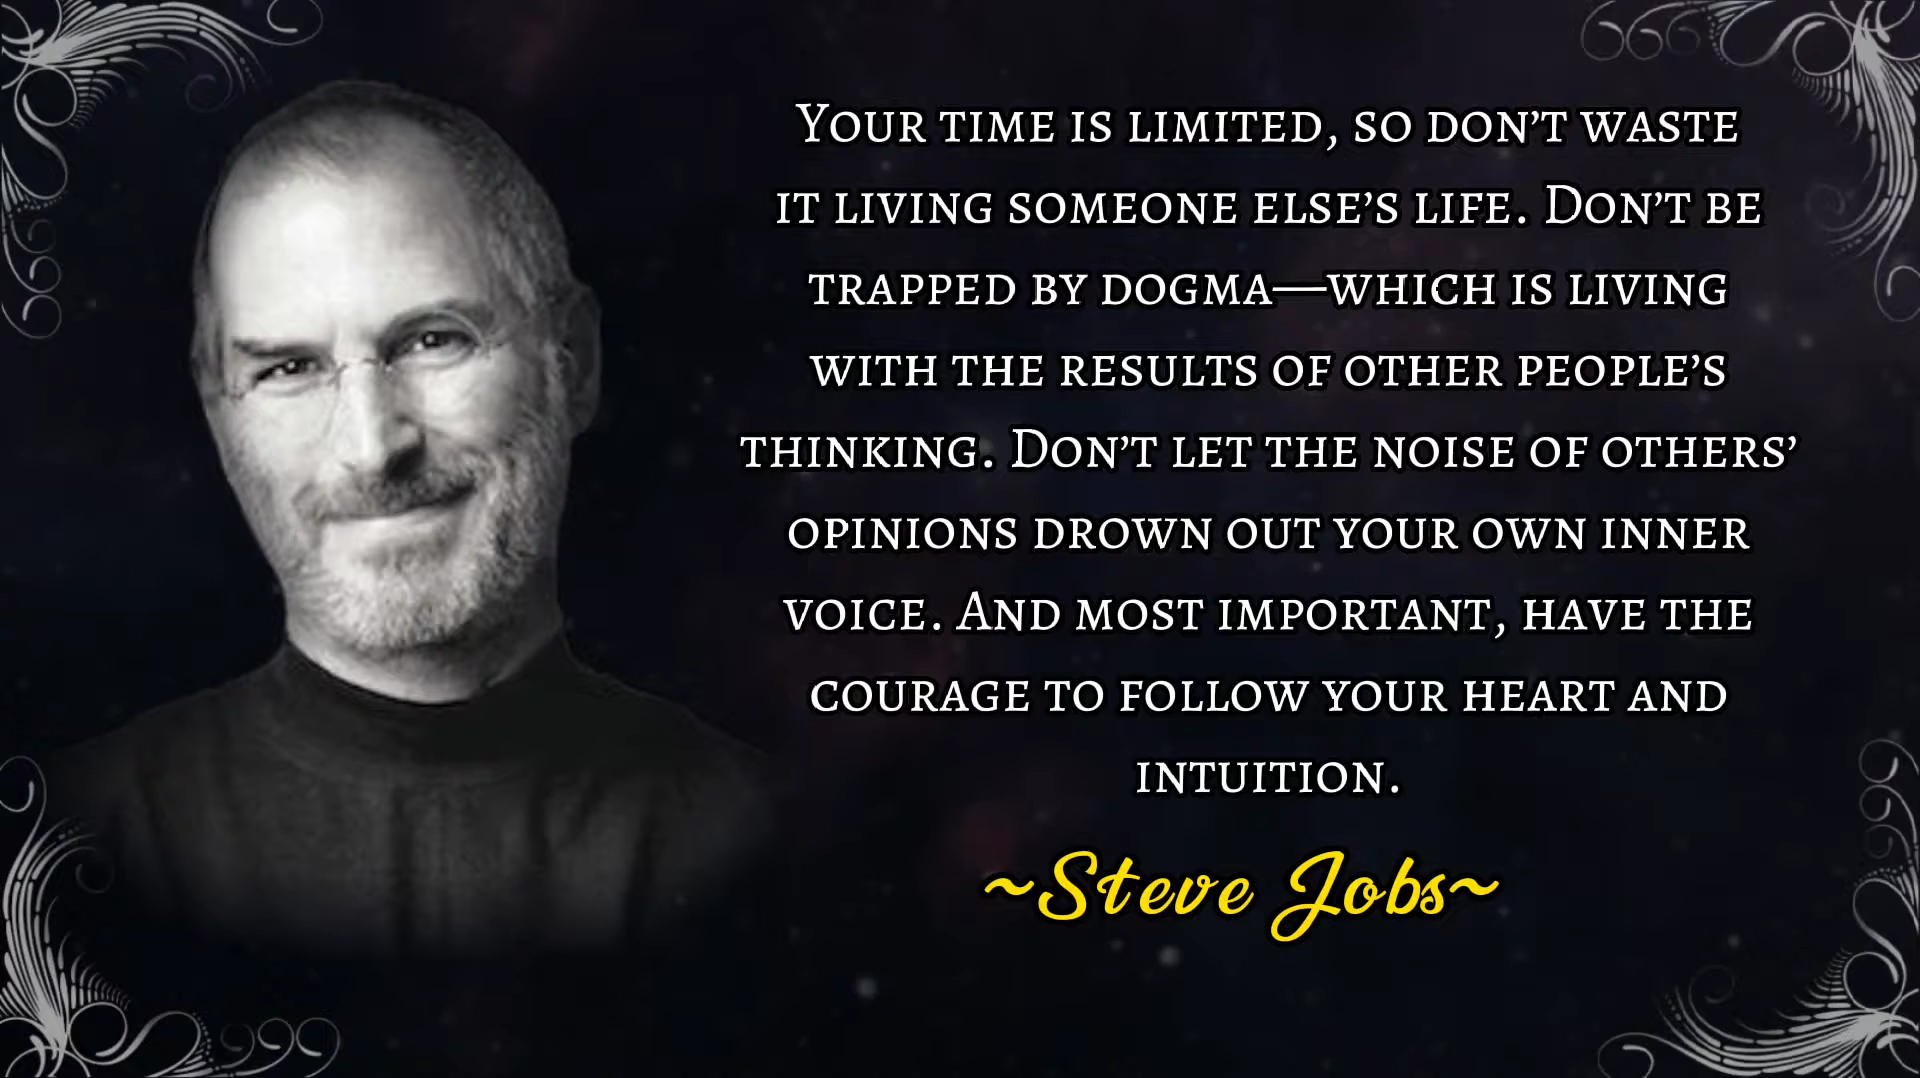 Your time is limited, so don’t waste
it living someone else’s life. Don’t be
trapped by dogma—which is living
with the results of other people’s
thinking. Don’t let the noise of others’
opinions drown out your own inner
voice. And most important, have the
courage to follow your heart and
intuition.
~Steve Jobs~